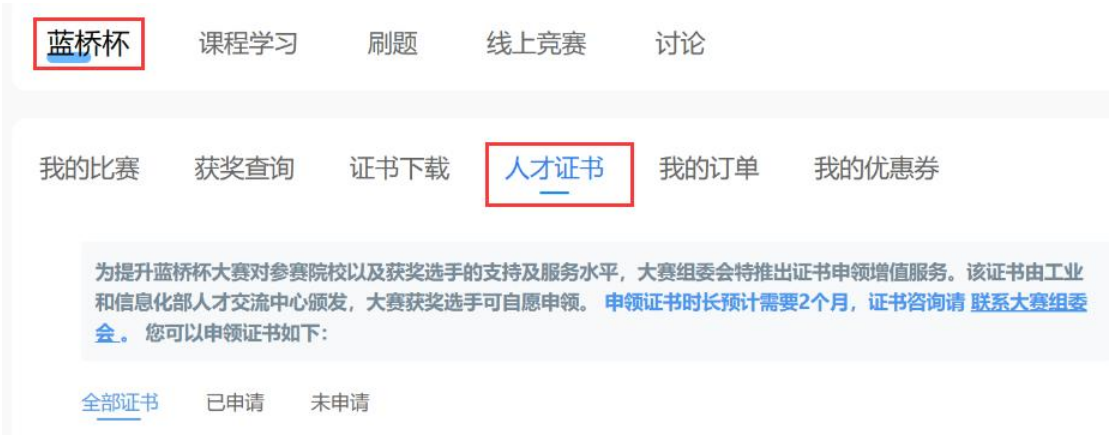 蓝桥杯 课程学习 刷题 线上竞赛 讨论
我的比赛 获奖查询 证书下载 人才证书 我的订单 我的优惠券
为提升蓝桥杯大赛对参赛院校以及获奖选手的支持及服务水平，大赛组委会特推出证书申领增值服务。该证书由工业
和信息化部人才交流中心颁发，大赛获奖选手可自愿申领。 申领证书时长预计需要2个月，证书咨询请 联系大赛组委
会 。 您可以申领证书如下：
全部证书 已申请 未申请